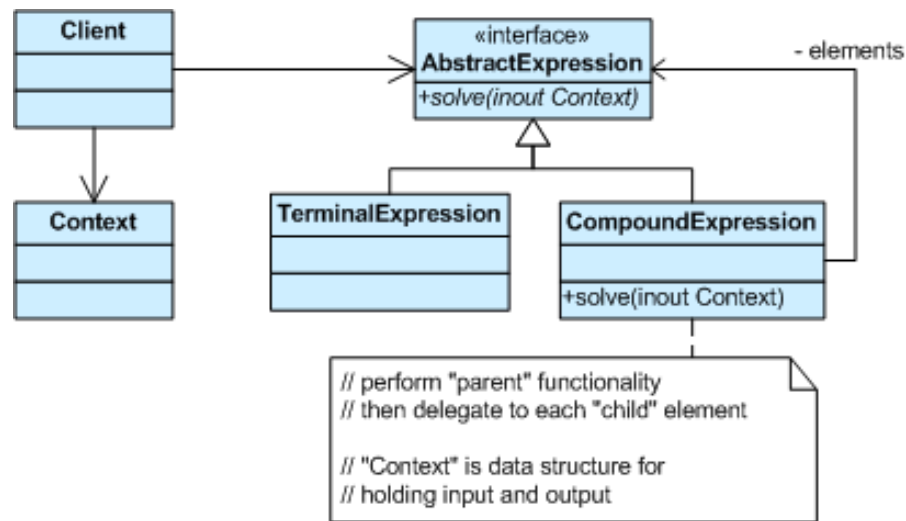 Client
«interface»
AbstractExpression
+solve(inout Context)
- elements
Context
TerminalExpression
CompoundExpression
+solve(inout Context)
// perform "parent" functionality
// then delegate to each "child" element
// "Context" is data structure for
// holding input and output